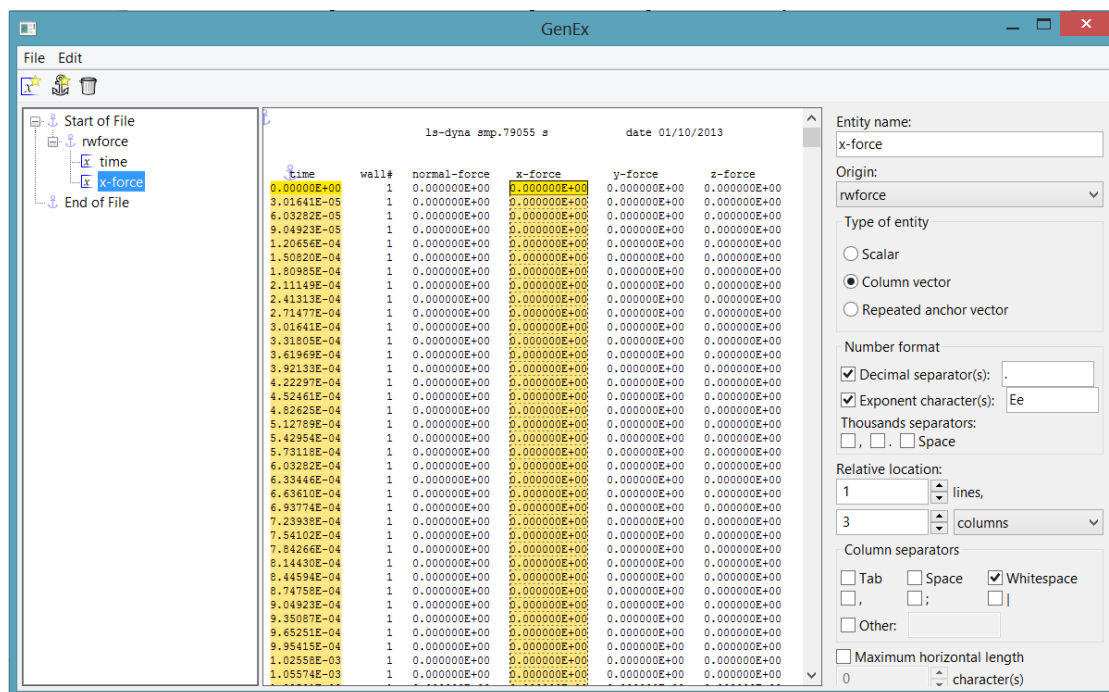 GenEx
File Edit
Start of File
rwforce
x time
x x-force
End of File
ls-dyna smp.79055 s date 01/10/2013
time wall# normal-force x-force y-force z-force
0.00000E+00 1 0.000000E+00 0.000000E+00 0.000000E+00 0.000000E+00
3.01641E-05 1 0.000000E+00 0.000000E+00 0.000000E+00 0.000000E+00
6.03282E-05 1 0.000000E+00 0.000000E+00 0.000000E+00 0.000000E+00
9.04923E-05 1 0.000000E+00 0.000000E+00 0.000000E+00 0.000000E+00
1.20656E-04 1 0.000000E+00 0.000000E+00 0.000000E+00 0.000000E+00
1.50820E-04 1 0.000000E+00 0.000000E+00 0.000000E+00 0.000000E+00
1.80985E-04 1 0.000000E+00 0.000000E+00 0.000000E+00 0.000000E+00
2.11149E-04 1 0.000000E+00 0.000000E+00 0.000000E+00 0.000000E+00
2.41313E-04 1 0.000000E+00 0.000000E+00 0.000000E+00 0.000000E+00
2.71477E-04 1 0.000000E+00 0.000000E+00 0.000000E+00 0.000000E+00
3.01641E-04 1 0.000000E+00 0.000000E+00 0.000000E+00 0.000000E+00
3.31805E-04 1 0.000000E+00 0.000000E+00 0.000000E+00 0.000000E+00
3.61969E-04 1 0.000000E+00 0.000000E+00 0.000000E+00 0.000000E+00
3.92133E-04 1 0.000000E+00 0.000000E+00 0.000000E+00 0.000000E+00
4.22297E-04 1 0.000000E+00 0.000000E+00 0.000000E+00 0.000000E+00
4.52461E-04 1 0.000000E+00 0.000000E+00 0.000000E+00 0.000000E+00
4.82625E-04 1 0.000000E+00 0.000000E+00 0.000000E+00 0.000000E+00
5.12789E-04 1 0.000000E+00 0.000000E+00 0.000000E+00 0.000000E+00
5.42954E-04 1 0.000000E+00 0.000000E+00 0.000000E+00 0.000000E+00
5.73118E-04 1 0.000000E+00 0.000000E+00 0.000000E+00 0.000000E+00
6.03282E-04 1 0.000000E+00 0.000000E+00 0.000000E+00 0.000000E+00
6.33446E-04 1 0.000000E+00 0.000000E+00 0.000000E+00 0.000000E+00
6.63610E-04 1 0.000000E+00 0.000000E+00 0.000000E+00 0.000000E+00
6.93774E-04 1 0.000000E+00 0.000000E+00 0.000000E+00 0.000000E+00
7.23938E-04 1 0.000000E+00 0.000000E+00 0.000000E+00 0.000000E+00
7.54102E-04 1 0.000000E+00 0.000000E+00 0.000000E+00 0.000000E+00
7.84266E-04 1 0.000000E+00 0.000000E+00 0.000000E+00 0.000000E+00
8.14430E-04 1 0.000000E+00 0.000000E+00 0.000000E+00 0.000000E+00
8.44594E-04 1 0.000000E+00 0.000000E+00 0.000000E+00 0.000000E+00
8.74758E-04 1 0.000000E+00 0.000000E+00 0.000000E+00 0.000000E+00
9.04923E-04 1 0.000000E+00 0.000000E+00 0.000000E+00 0.000000E+00
9.35087E-04 1 0.000000E+00 0.000000E+00 0.000000E+00 0.000000E+00
9.65251E-04 1 0.000000E+00 0.000000E+00 0.000000E+00 0.000000E+00
9.95415E-04 1 0.000000E+00 0.000000E+00 0.000000E+00 0.000000E+00
1.02558E-03 1 0.000000E+00 0.000000E+00 0.000000E+00 0.000000E+00
1.05574E-03 1 0.000000E+00 0.000000E+00 0.000000E+00 0.000000E+00
Entity name:
x-force
Origin:
rwforce
Type of entity
Scalar
Column vector
Repeated anchor vector
Number format
Decimal separator(s): .
Exponent character(s): Ee
Thousands separators:
, . Space
Relative location:
1 lines,
3 columns
Column separators
Tab Space Whitespace
, ; |
Other:
Maximum horizontal length
0 character(s)